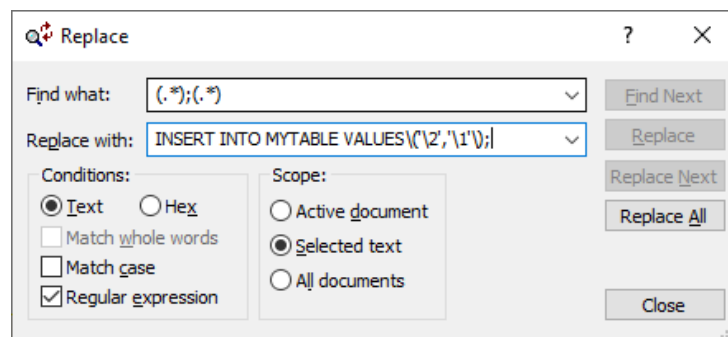 Replace ?
Find what: (.*);(.*) Find Next
Replace with: INSERT INTO MYTABLE VALUES\('\2','\1'\); Replace
Conditions: Scope: Replace Next
Text Hex Active document Replace All
Match whole words
Match case Selected text
Regular expression All documents
Close